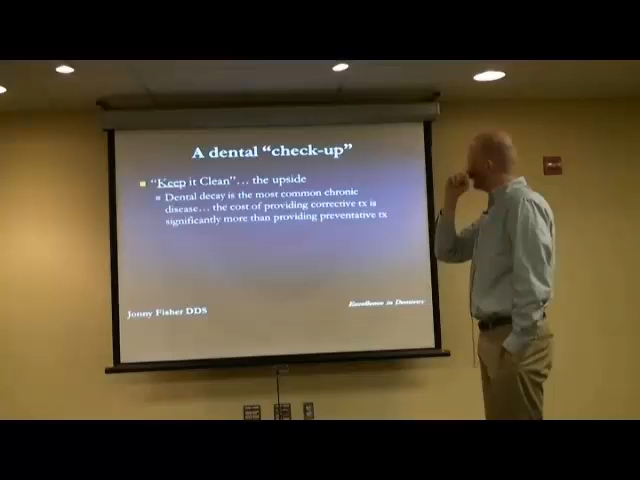 A dental “check-up”
“Keep it Clean”… the upside
Dental decay is the most common chronic
disease… the cost of providing corrective tx is
significantly more than providing preventative tx
Excellence in Dentistry
Jonny Fisher DDS